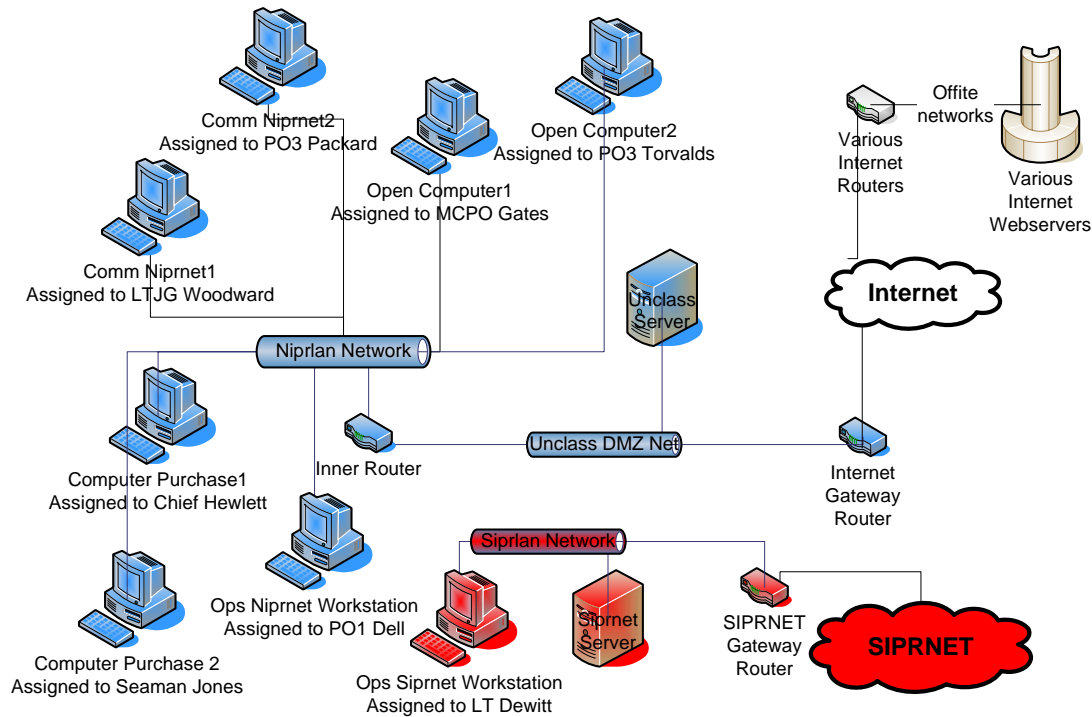 Comm Niprnet2
Assigned to PO3 Packard
Open Computer2
Assigned to PO3 Torvalds
Offite
networks
Various
Internet
Routers
Various
Internet
Webservers
Open Computer1
Assigned to MCPO Gates
Comm Niprnet1
Assigned to LTJG Woodward
Unclass
Server
Internet
Niprlan Network
Inner Router
Unclass DMZ Net
Internet
Gateway
Router
Computer Purchase1
Assigned to Chief Hewlett
Siprlan Network
Ops Niprnet Workstation
Assigned to PO1 Dell
Siprnet
Server
SIPRNET
Gateway
Router
SIPRNET
Computer Purchase 2
Assigned to Seaman Jones
Ops Siprnet Workstation
Assigned to LT Dewitt